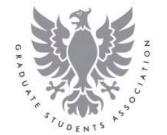 GRADUATE STUDENTS ASSOCIATION